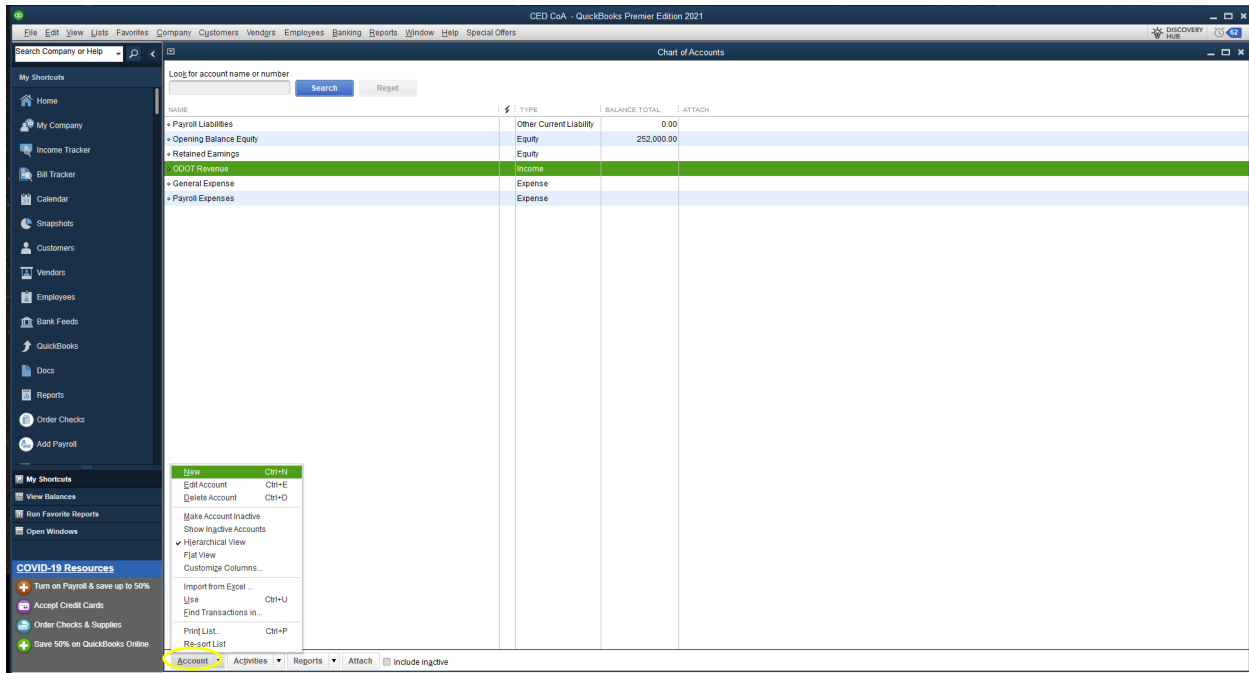 qb
CED CoA - QuickBooks Premier Edition 2021
File Edit View Lists Favorites Company Customers Vendors Employees Banking Reports Window Help Special Offers
DISCOVERY HUB 62
Search Company or Help
Chart of Accounts
My Shortcuts
Home
My Company
Income Tracker
Bill Tracker
Calendar
Snapshots
Customers
Vendors
Employees
Bank Feeds
QuickBooks
Docs
Reports
Order Checks
Add Payroll
My Shortcuts
View Balances
Run Favorite Reports
Open Windows
COVID-19 Resources
Turn on Payroll & save up to 50%
Accept Credit Cards
Order Checks & Supplies
Save 50% on QuickBooks Online
Look for account name or number
Search Reset
NAME TYPE BALANCE TOTAL ATTACH
Payroll Liabilities Other Current Liability 0.00
Opening Balance Equity Equity 252,000.00
Retained Earnings Equity
ODOT Revenue Income
General Expense Expense
Payroll Expenses Expense
New Ctrl+N
Edit Account Ctrl+E
Delete Account Ctrl+D
Make Account Inactive
Show Inactive Accounts
Hierarchical View
Flat View
Customize Columns...
Import from Excel ...
Use Ctrl+U
Find Transactions in...
Print List... Ctrl+P
Re-sort List
Account Activities Reports Attach Include inactive